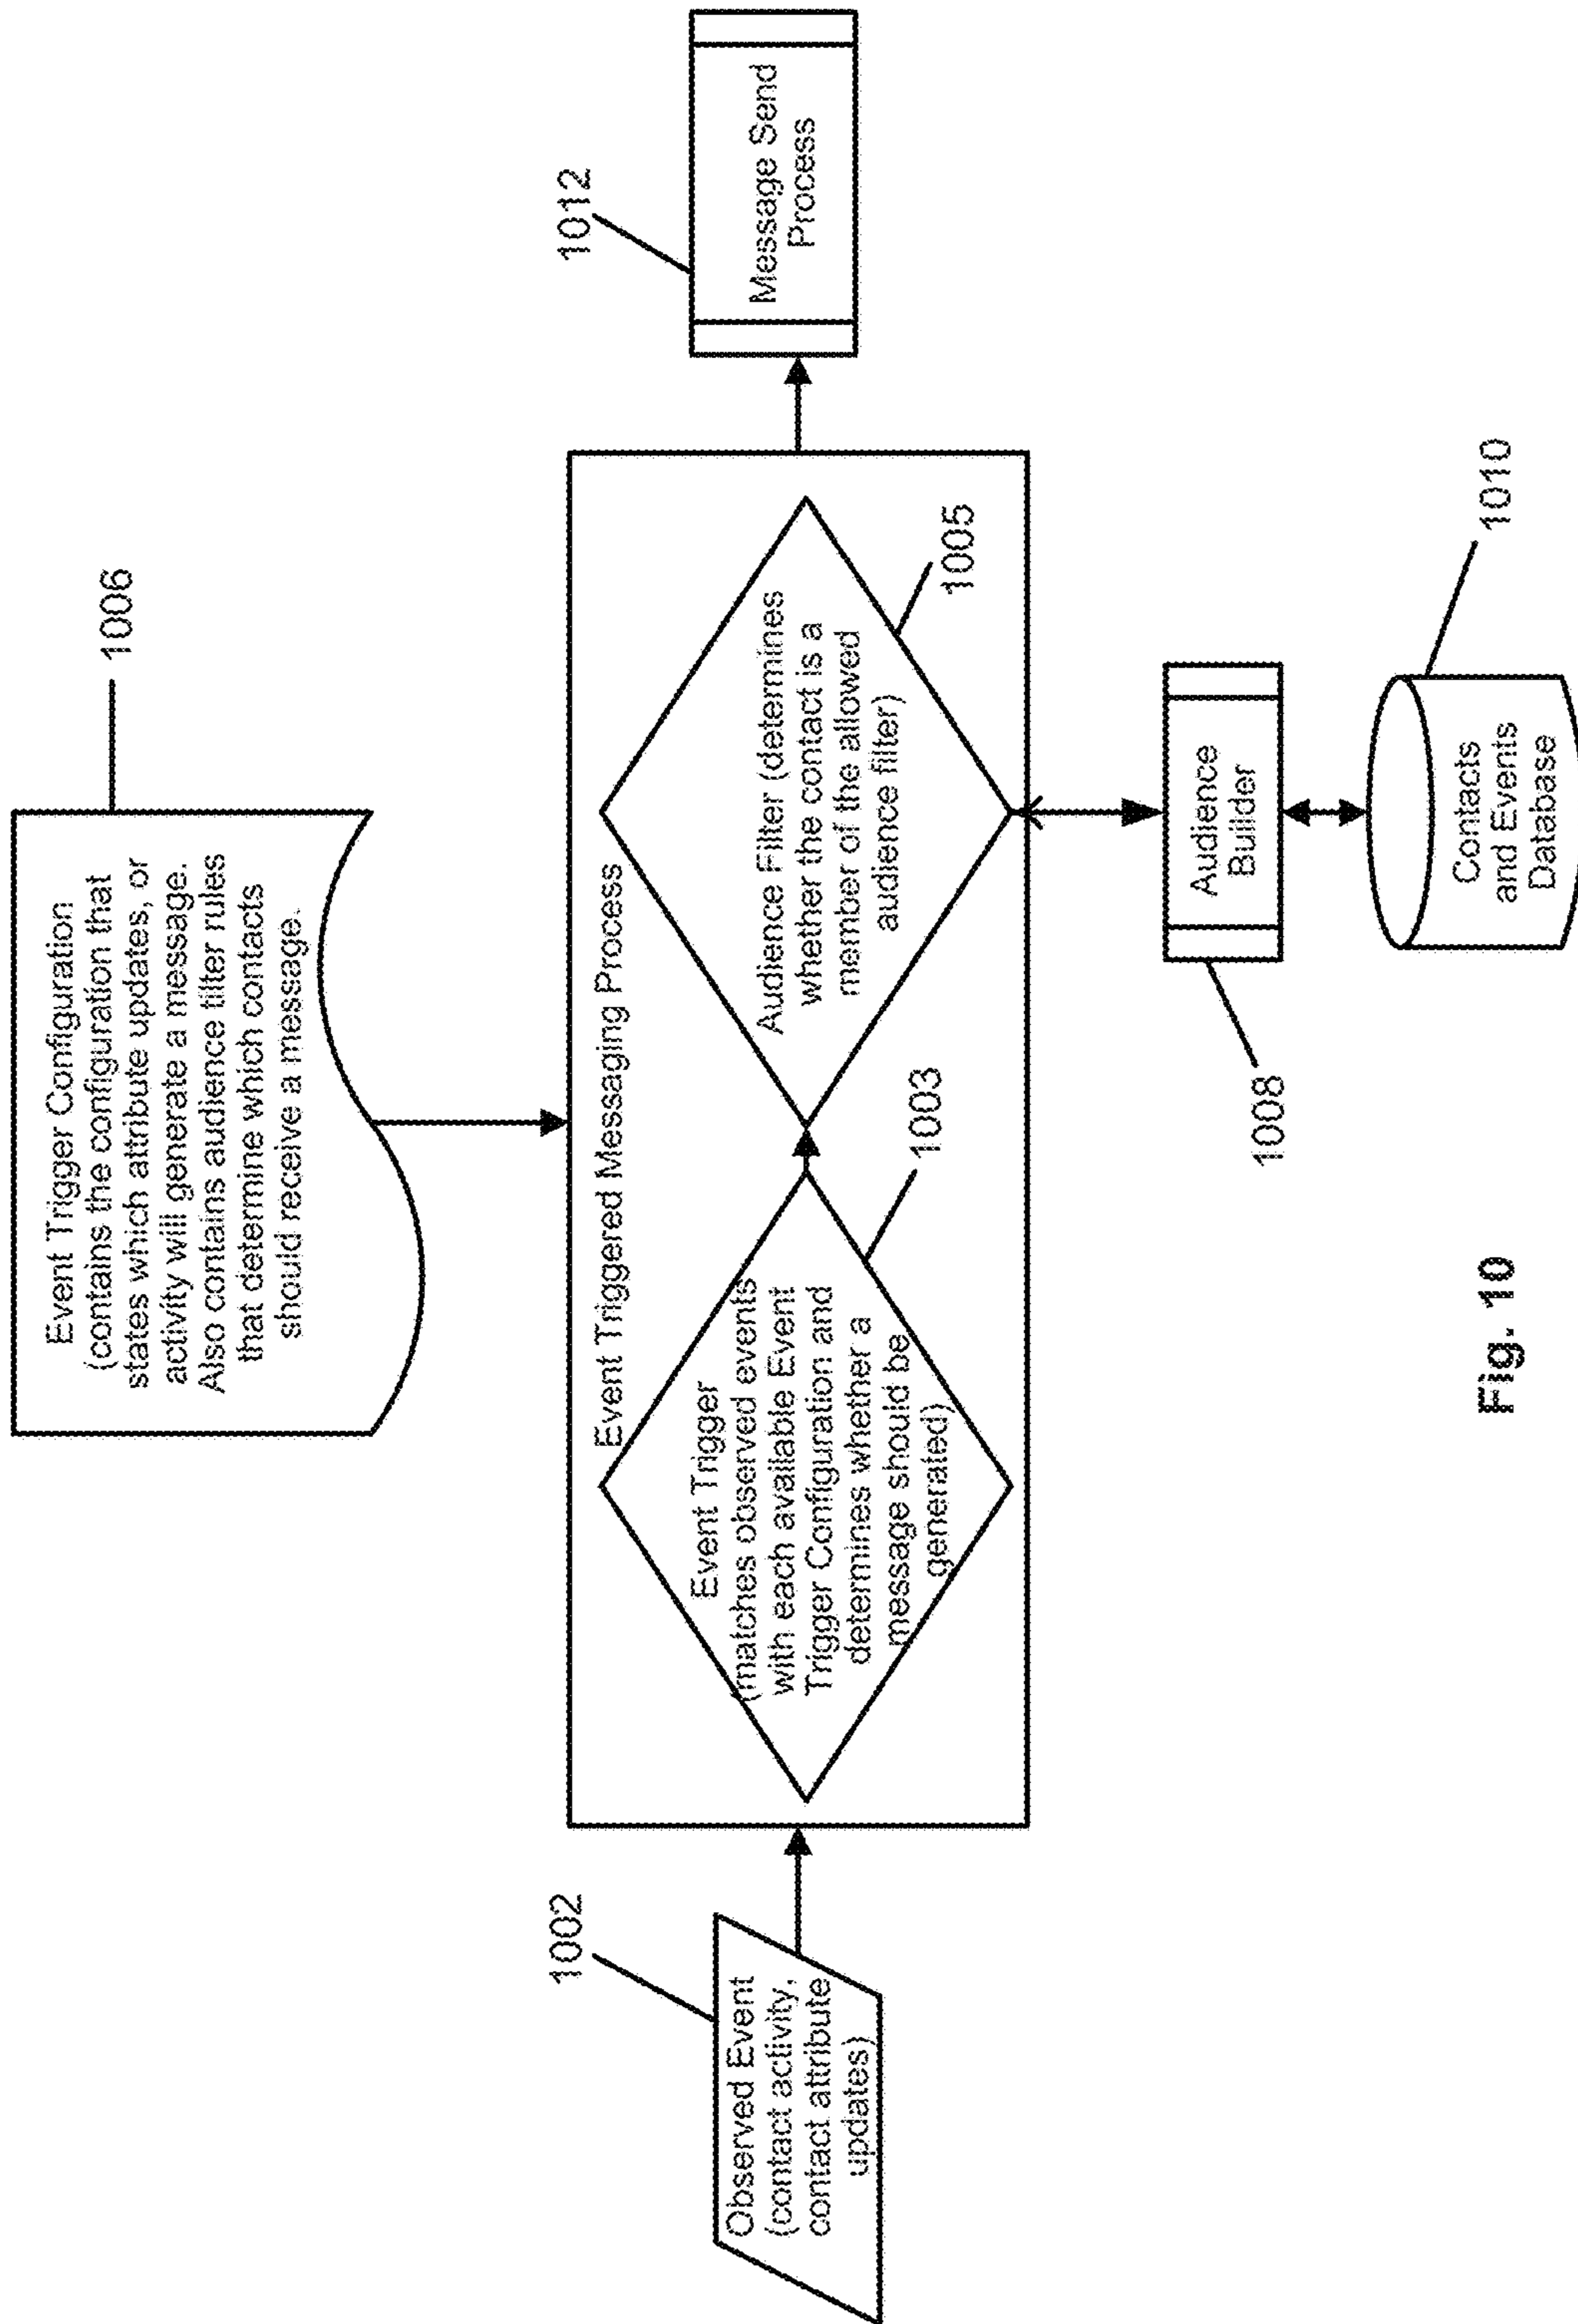 1006
Event Trigger Configuration
(contains the configuration that
states which attribute updates, or
activity will generate a message.
Also contains audience tilter rules
that determine which contacts
should receive a message.
1002
Observed Event
(contact activity,
contact attribute
updates)
Event Triggered Messaging Process
Event Trigger
(matches observed events
with each available Event
Trigger Configuration and
determines whether a
message should be
generated)
1003
Audience Filter (determines
whether the contact is a
member of the allowed
audience filter)
1005
1012
Message Send
Process
1008
Audience
Builder
1010
Contacts
and Events
Database
Fig. 10